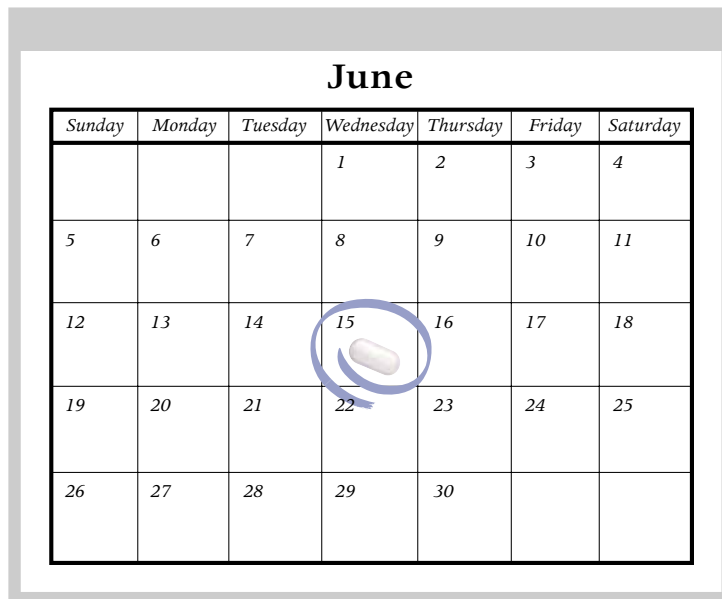 June
Sunday Monday Tuesday Wednesday Thursday Friday Saturday
1 2 3 4
5 6 7 8 9 10 11
12 13 14 15 16 17 18
19 20 21 22 23 24 25
26 27 28 29 30